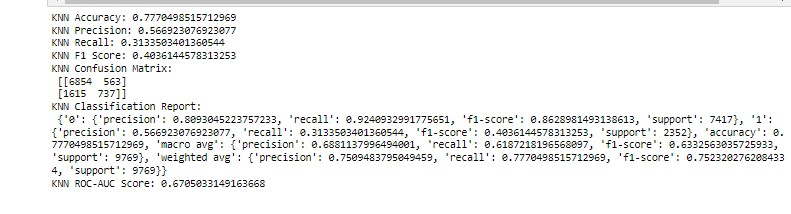 KNN Accuracy: 0.7770498515712969
KNN Precision: 0.566923076923077
KNN Recall: 0.3133503401360544
KNN F1 Score: 0.4036144578313253
KNN Confusion Matrix:
[[6854 563]
[1615 737]]
KNN Classification Report:
{'0': {'precision': 0.8093045223757233, 'recall': 0.9240932991775651, 'f1-score': 0.8628981493138613, 'support': 7417}, '1':
{'precision': 0.566923076923077, 'recall': 0.3133503401360544, 'f1-score': 0.4036144578313253, 'support': 2352}, 'accuracy': 0.
7770498515712969, 'macro avg': {'precision': 0.6881137996494001, 'recall': 0.6187218196568097, 'f1-score': 0.6332563035725933,
'support': 9769}, 'weighted avg': {'precision': 0.7509483795049459, 'recall': 0.7770498515712969, 'f1-score': 0.752320276208433
4, 'support': 9769}}
KNN ROC-AUC Score: 0.6705033149163668